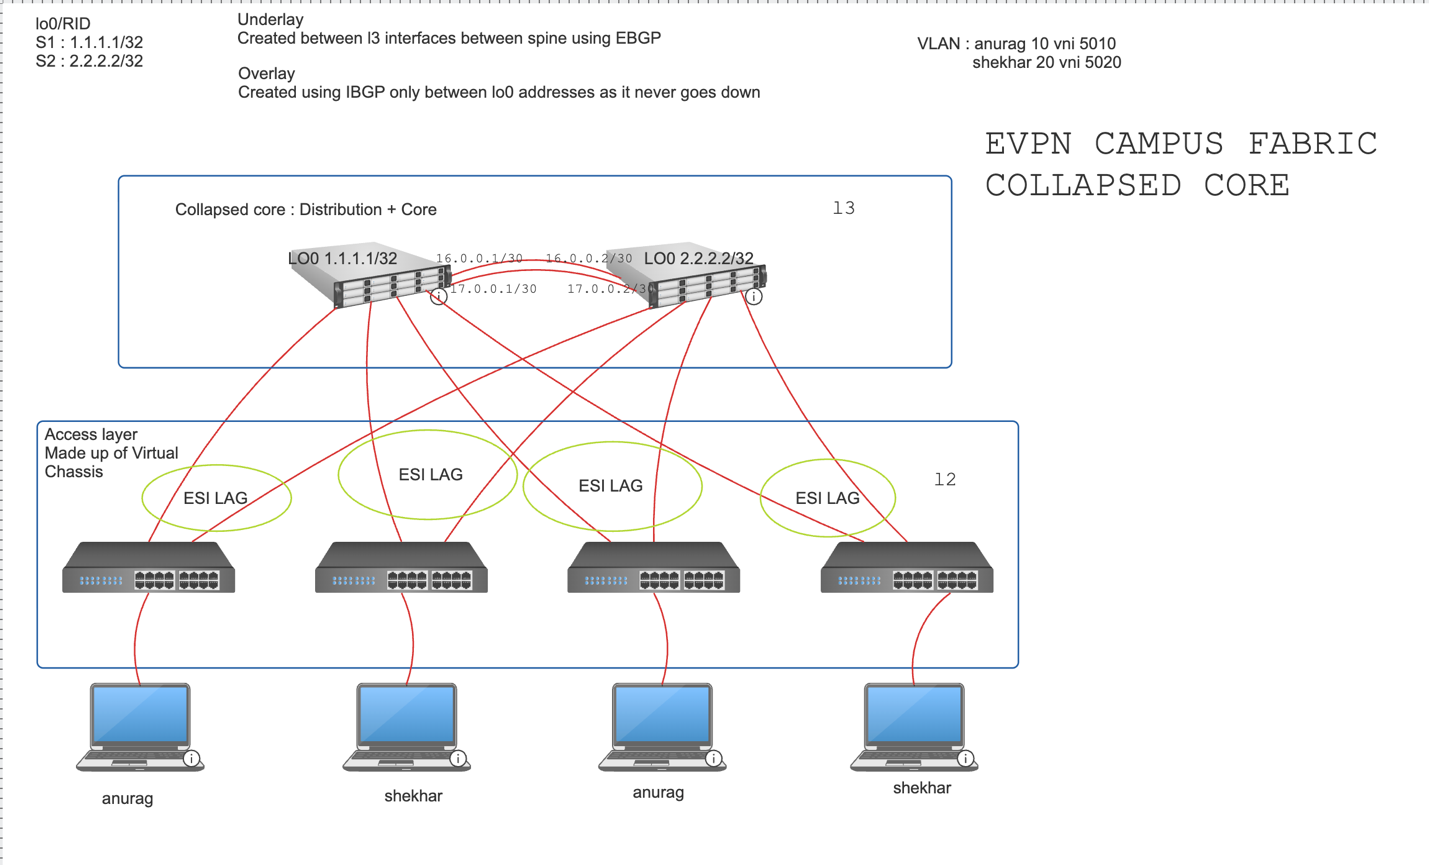 lo0/RID
S1 : 1.1.1.1/32
S2 : 2.2.2.2/32
Underlay
Created between l3 interfaces between spine using EBGP
Overlay
Created using IBGP only between lo0 addresses as it never goes down
VLAN : anurag 10 vni 5010
shekhar 20 vni 5020
EVPN CAMPUS FABRIC
COLLAPSED CORE
Collapsed core : Distribution + Core
l3
LO0 1.1.1.1/32
16.0.0.1/30
16.0.0.2/30
LO0 2.2.2.2/32
17.0.0.1/30
17.0.0.2/3
Access layer
Made up of Virtual
Chassis
l2
ESI LAG
ESI LAG
ESI LAG
ESI LAG
anurag
shekhar
anurag
shekhar